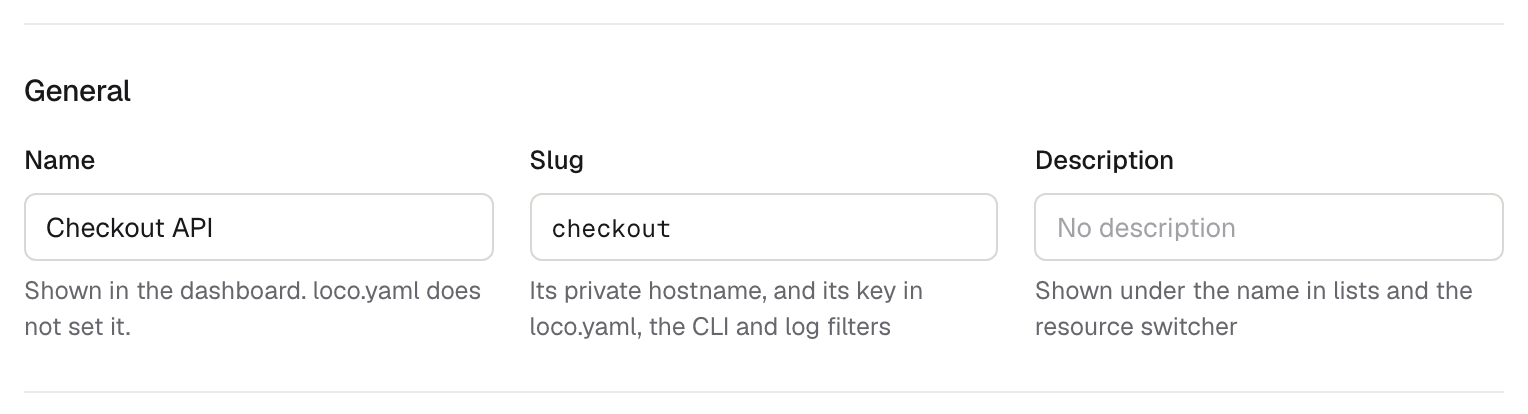 General
Name
Slug
Description
Checkout API
checkout
No description
Shown in the dashboard. loco.yaml does
not set it.
Its private hostname, and its key in
loco.yaml, the CLI and log filters
Shown under the name in lists and the
resource switcher